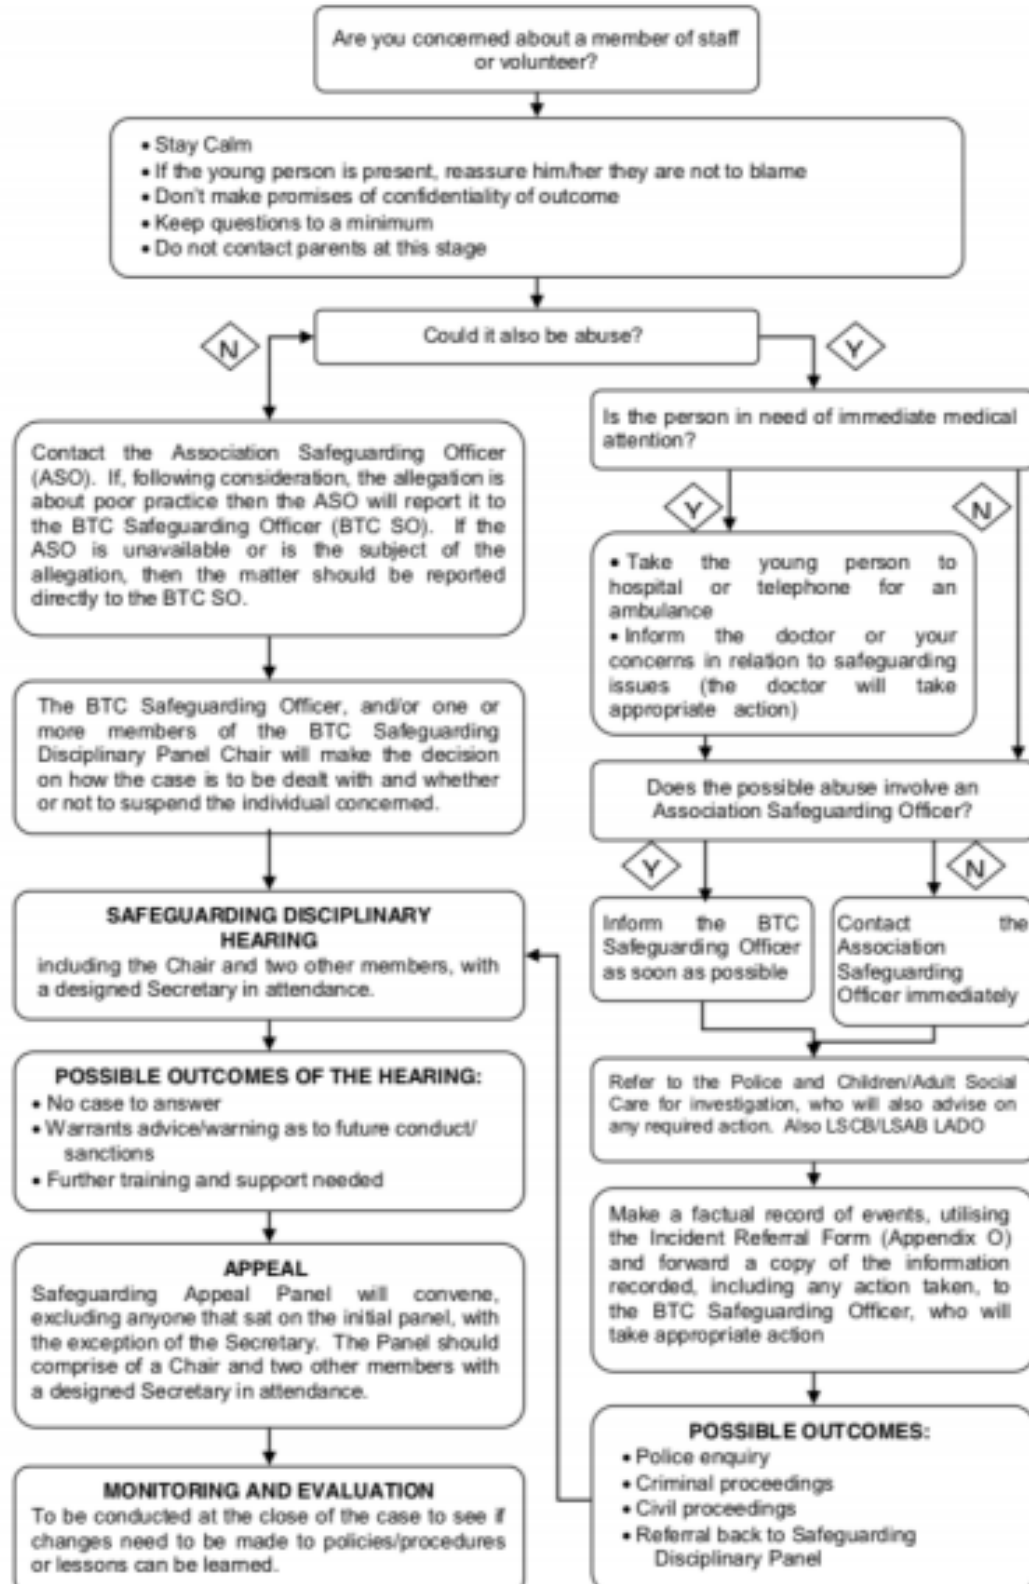 Are you concerned about a member of staff
or volunteer?
• Stay Calm
• If the young person is present, reassure him/her they are not to blame
• Don't make promises of confidentiality of outcome
• Keep questions to a minimum
• Do not contact parents at this stage
Could it also be abuse?
N
Y
Contact the Association Safeguarding Officer
(ASO). If, following consideration, the allegation is
about poor practice then the ASO will report it to
the BTC Safeguarding Officer (BTC SO). If the
ASO is unavailable or is the subject of the
allegation, then the matter should be reported
directly to the BTC SO.
The BTC Safeguarding Officer, and/or one or
more members of the BTC Safeguarding
Disciplinary Panel Chair will make the decision
on how the case is to be dealt with and whether
or not to suspend the individual concerned.
SAFEGUARDING DISCIPLINARY
HEARING
including the Chair and two other members, with
a designed Secretary in attendance.
POSSIBLE OUTCOMES OF THE HEARING:
• No case to answer
• Warrants advice/warning as to future conduct/
sanctions
• Further training and support needed
APPEAL
Safeguarding Appeal Panel will convene,
excluding anyone that sat on the initial panel, with
the exception of the Secretary. The Panel should
comprise of a Chair and two other members with
a designed Secretary in attendance.
MONITORING AND EVALUATION
To be conducted at the close of the case to see if
changes need to be made to policies/procedures
or lessons can be learned.
Is the person in need of immediate medical
attention?
Y
N
• Take the young person to
hospital or telephone for an
ambulance
• Inform the doctor or your
concerns in relation to safeguarding
issues (the doctor will take
appropriate action)
Does the possible abuse involve an
Association Safeguarding Officer?
Y
N
Inform the BTC
Safeguarding Officer
as soon as possible
Contact the
Association
Safeguarding
Officer immediately
Refer to the Police and Children/Adult Social
Care for investigation, who will also advise on
any required action. Also LSCB/LSAB LADO
Make a factual record of events, utilising
the Incident Referral Form (Appendix O)
and forward a copy of the information
recorded, including any action taken, to
the BTC Safeguarding Officer, who will
take appropriate action
POSSIBLE OUTCOMES:
• Police enquiry
• Criminal proceedings
• Civil proceedings
• Referral back to Safeguarding
Disciplinary Panel